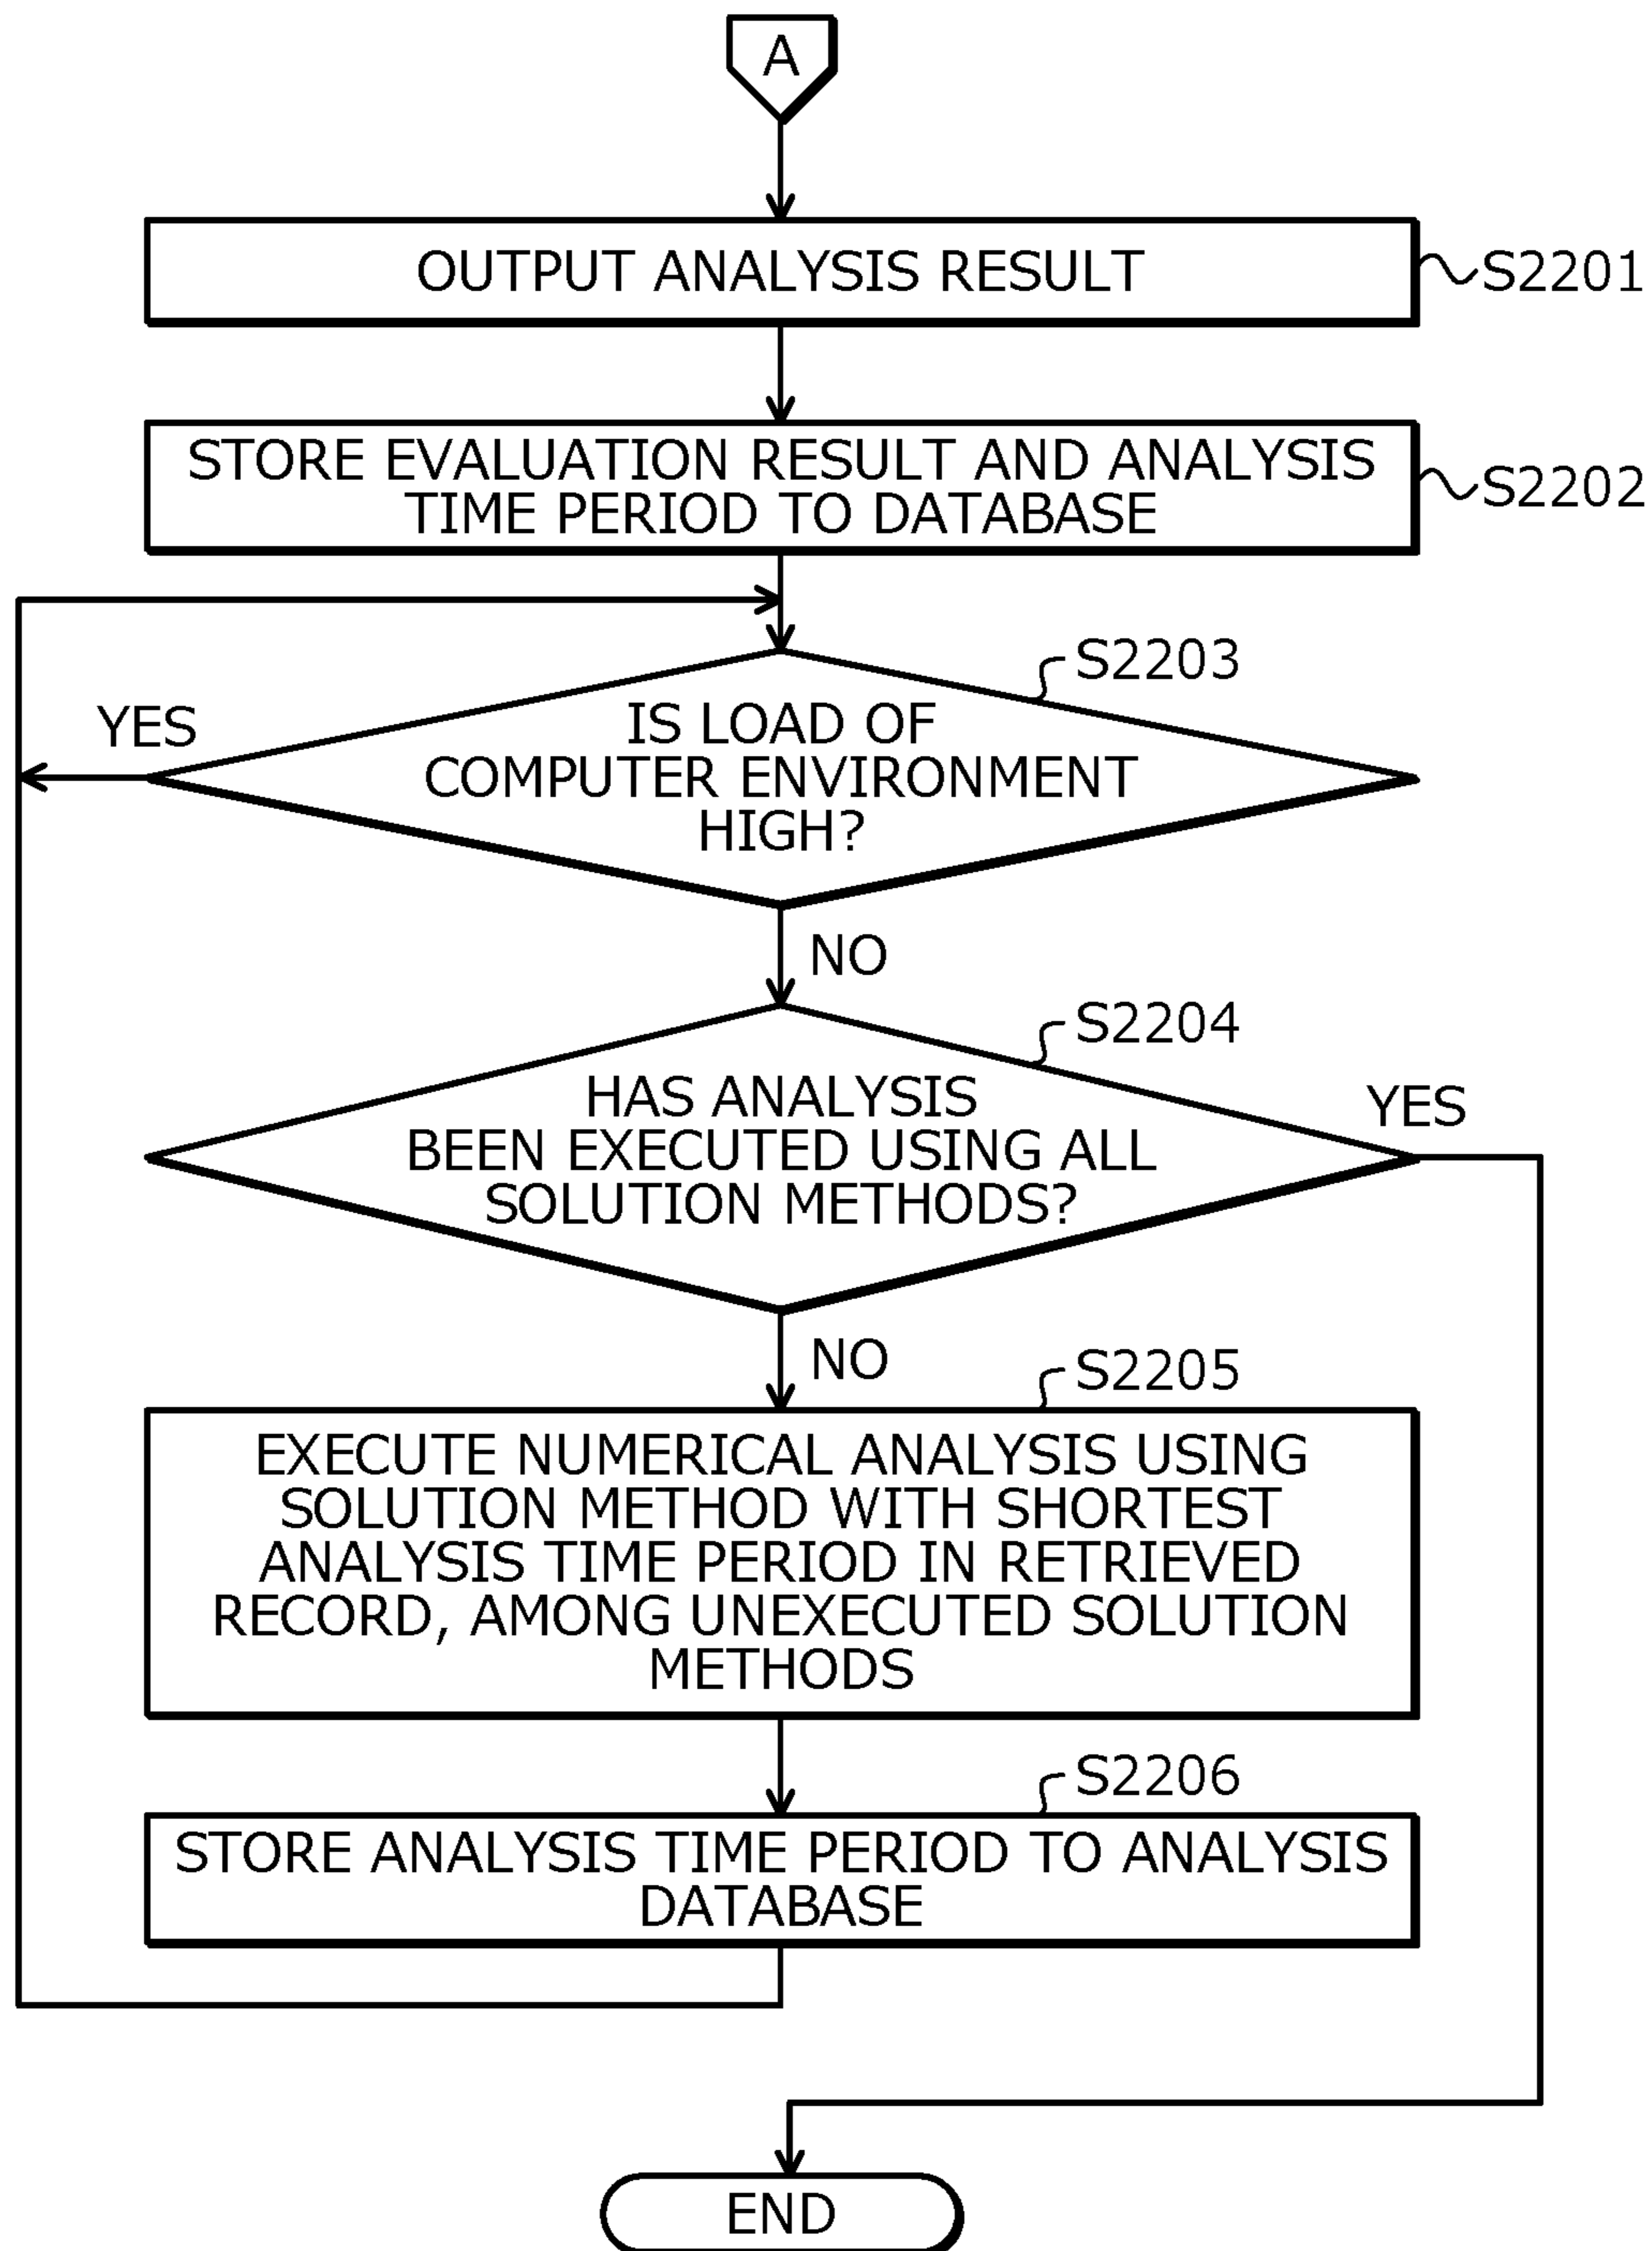 A
OUTPUT ANALYSIS RESULT
S2201
STORE EVALUATION RESULT AND ANALYSIS
TIME PERIOD TO DATABASE
S2202
S2203
IS LOAD OF
COMPUTER ENVIRONMENT
HIGH?
YES
NO
S2204
HAS ANALYSIS
BEEN EXECUTED USING ALL
SOLUTION METHODS?
YES
NO
S2205
EXECUTE NUMERICAL ANALYSIS USING
SOLUTION METHOD WITH SHORTEST
ANALYSIS TIME PERIOD IN RETRIEVED
RECORD, AMONG UNEXECUTED SOLUTION
METHODS
S2206
STORE ANALYSIS TIME PERIOD TO ANALYSIS
DATABASE
END